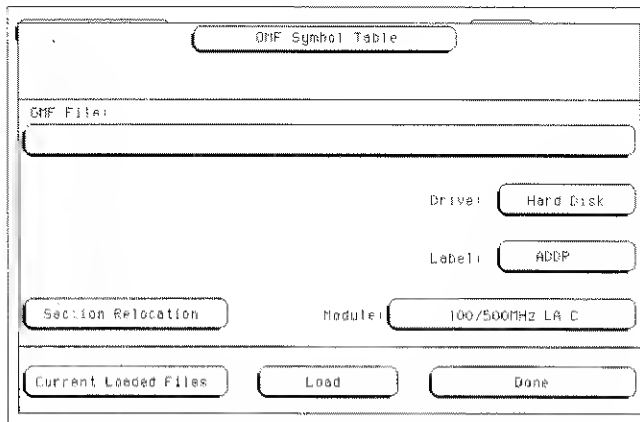 OMF Symbol Table
OMF File:
Drive: Hard Disk
Label: ADDR
Section Relocation Module: 100/500MHz LA C
Current Loaded Files Load Done